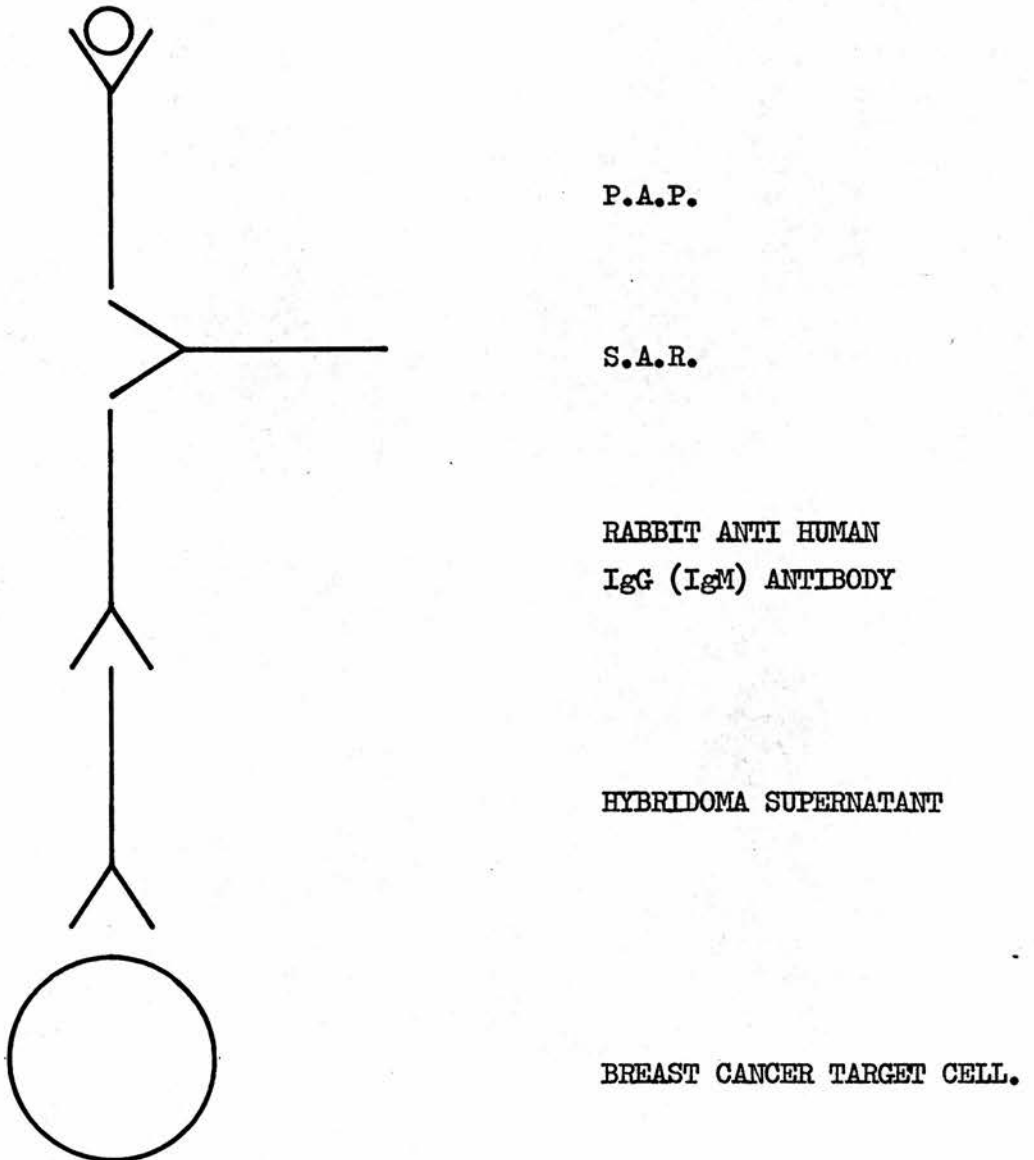 P.A.P.
S.A.R.
RABBIT ANTI HUMAN
IgG (IgM) ANTIBODY
HYBRIDOMA SUPERNATANT
BREAST CANCER TARGET CELL.